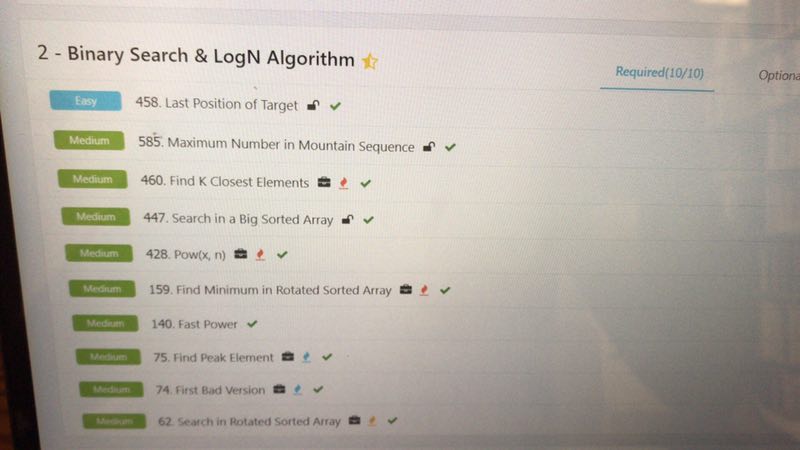 2 - Binary Search & LogN Algorithm
Required(10/10)
Optiona
Easy 458. Last Position of Target
Medium 585. Maximum Number in Mountain Sequence
Medium 460. Find K Closest Elements
Medium 447. Search in a Big Sorted Array
Medium 428. Pow(x, n)
Medium 159. Find Minimum in Rotated Sorted Array
Medium 140. Fast Power
Medium 75. Find Peak Element
Medium 74. First Bad Version
Medium 62. Search in Rotated Sorted Array